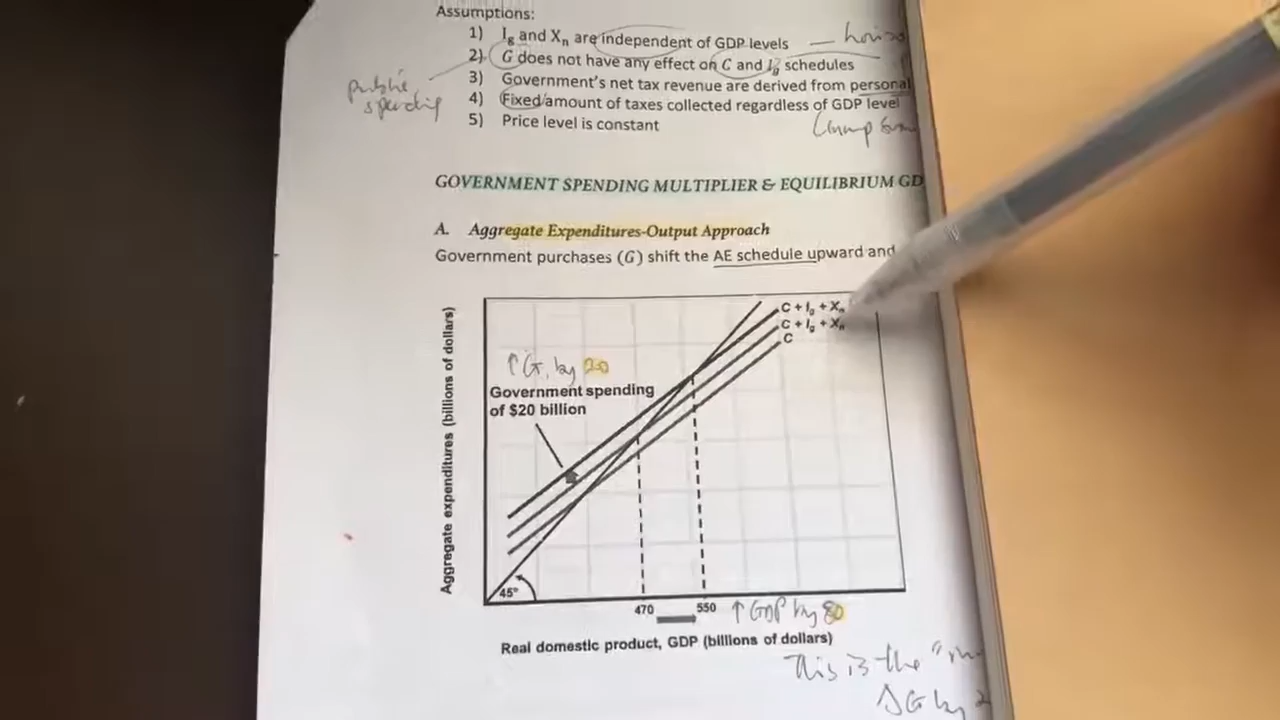 Assumptions:
1) Ig and Xn are independent of GDP levels —
2) G does not have any effect on C and Ig schedules
public spending
3) Government's net tax revenue are derived from personal
4) Fixed amount of taxes collected regardless of GDP level
5) Price level is constant
GOVERNMENT SPENDING MULTIPLIER & EQUILIBRIUM GD
A. Aggregate Expenditures-Output Approach
Government purchases (G) shift the AE schedule upward and
C + Ig + Xn
C + Ig + Xn
C
↑G, by 20
Government spending
of $20 billion
Aggregate expenditures (billions of dollars)
45°
470 550 ↑ GDP by 80
Real domestic product, GDP (billions of dollars)
This is the "
ΔG by